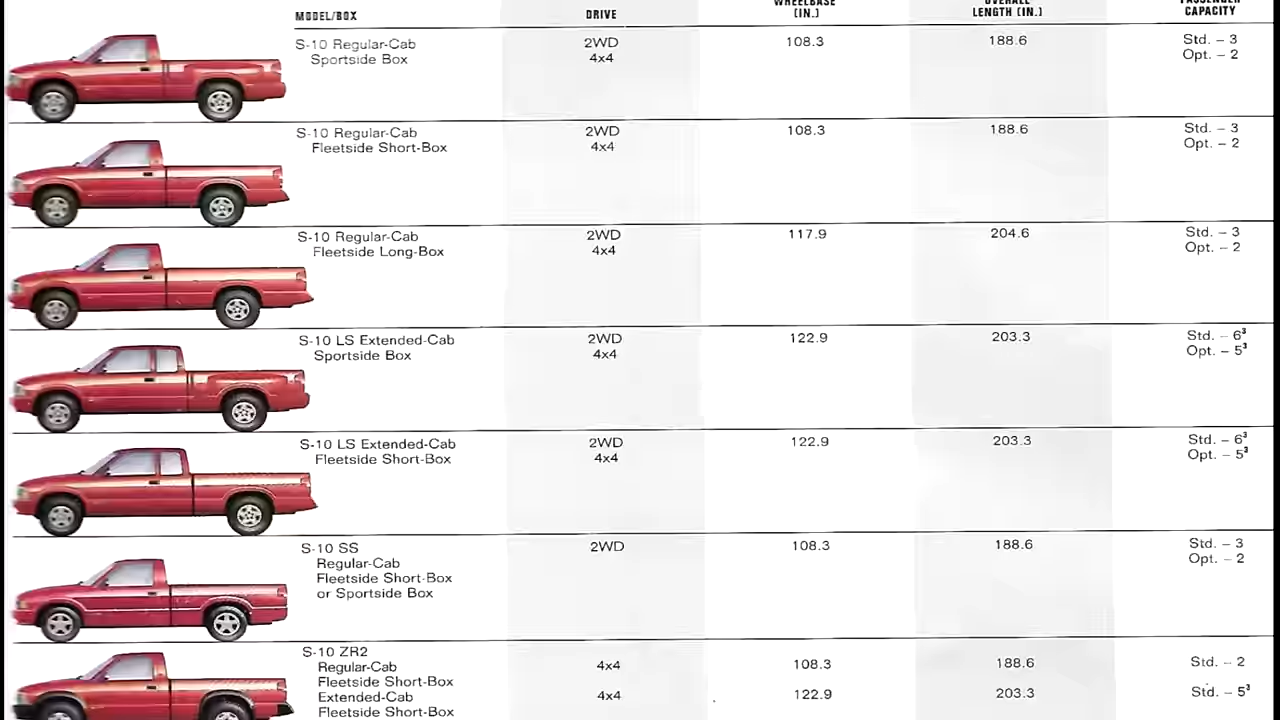 WHEELBASE OVERALL PASSENGER
MODEL/BOX DRIVE (IN.) LENGTH (IN.) CAPACITY
S-10 Regular-Cab 2WD 108.3 188.6 Std. – 3
Sportside Box 4x4 Opt. – 2
S-10 Regular-Cab 2WD 108.3 188.6 Std. – 3
Fleetside Short-Box 4x4 Opt. – 2
S-10 Regular-Cab 2WD 117.9 204.6 Std. – 3
Fleetside Long-Box 4x4 Opt. – 2
S-10 LS Extended-Cab 2WD 122.9 203.3 Std. – 6³
Sportside Box 4x4 Opt. – 5³
S-10 LS Extended-Cab 2WD 122.9 203.3 Std. – 6³
Fleetside Short-Box 4x4 Opt. – 5³
S-10 SS 2WD 108.3 188.6 Std. – 3
Regular-Cab Opt. – 2
Fleetside Short-Box
or Sportside Box
S-10 ZR2
Regular-Cab 4x4 108.3 188.6 Std. – 2
Fleetside Short-Box
Extended-Cab 4x4 122.9 203.3 Std. – 5³
Fleetside Short-Box